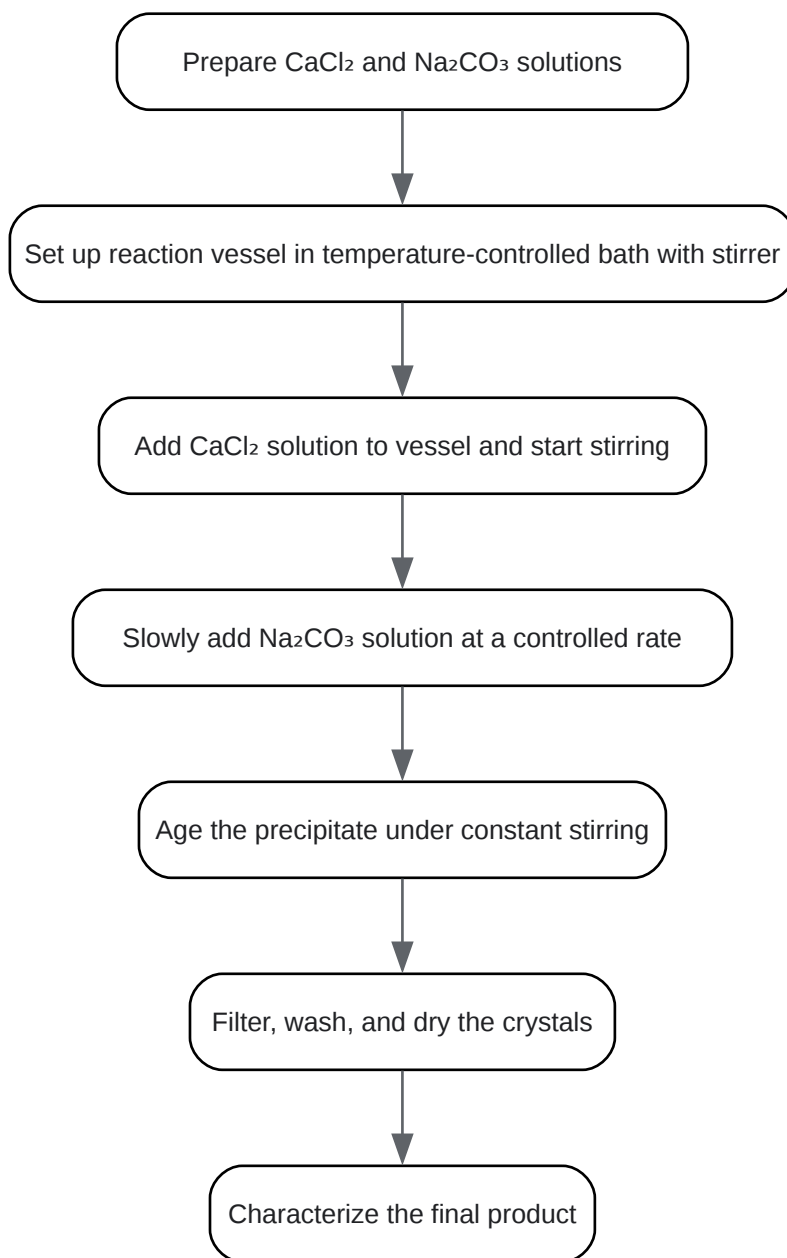 Prepare CaCl₂ and Na₂CO₃ solutions
Set up reaction vessel in temperature-controlled bath with stirrer
Add CaCl₂ solution to vessel and start stirring
Slowly add Na₂CO₃ solution at a controlled rate
Age the precipitate under constant stirring
Filter, wash, and dry the crystals
Characterize the final product